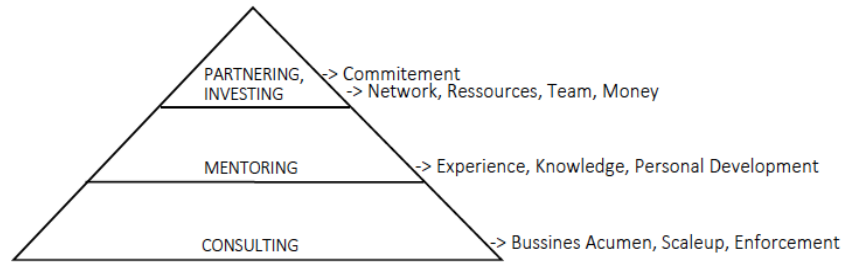 PARTNERING, -> Commitement
INVESTING -> Network, Ressources, Team, Money
MENTORING -> Experience, Knowledge, Personal Development
CONSULTING -> Bussines Acumen, Scaleup, Enforcement